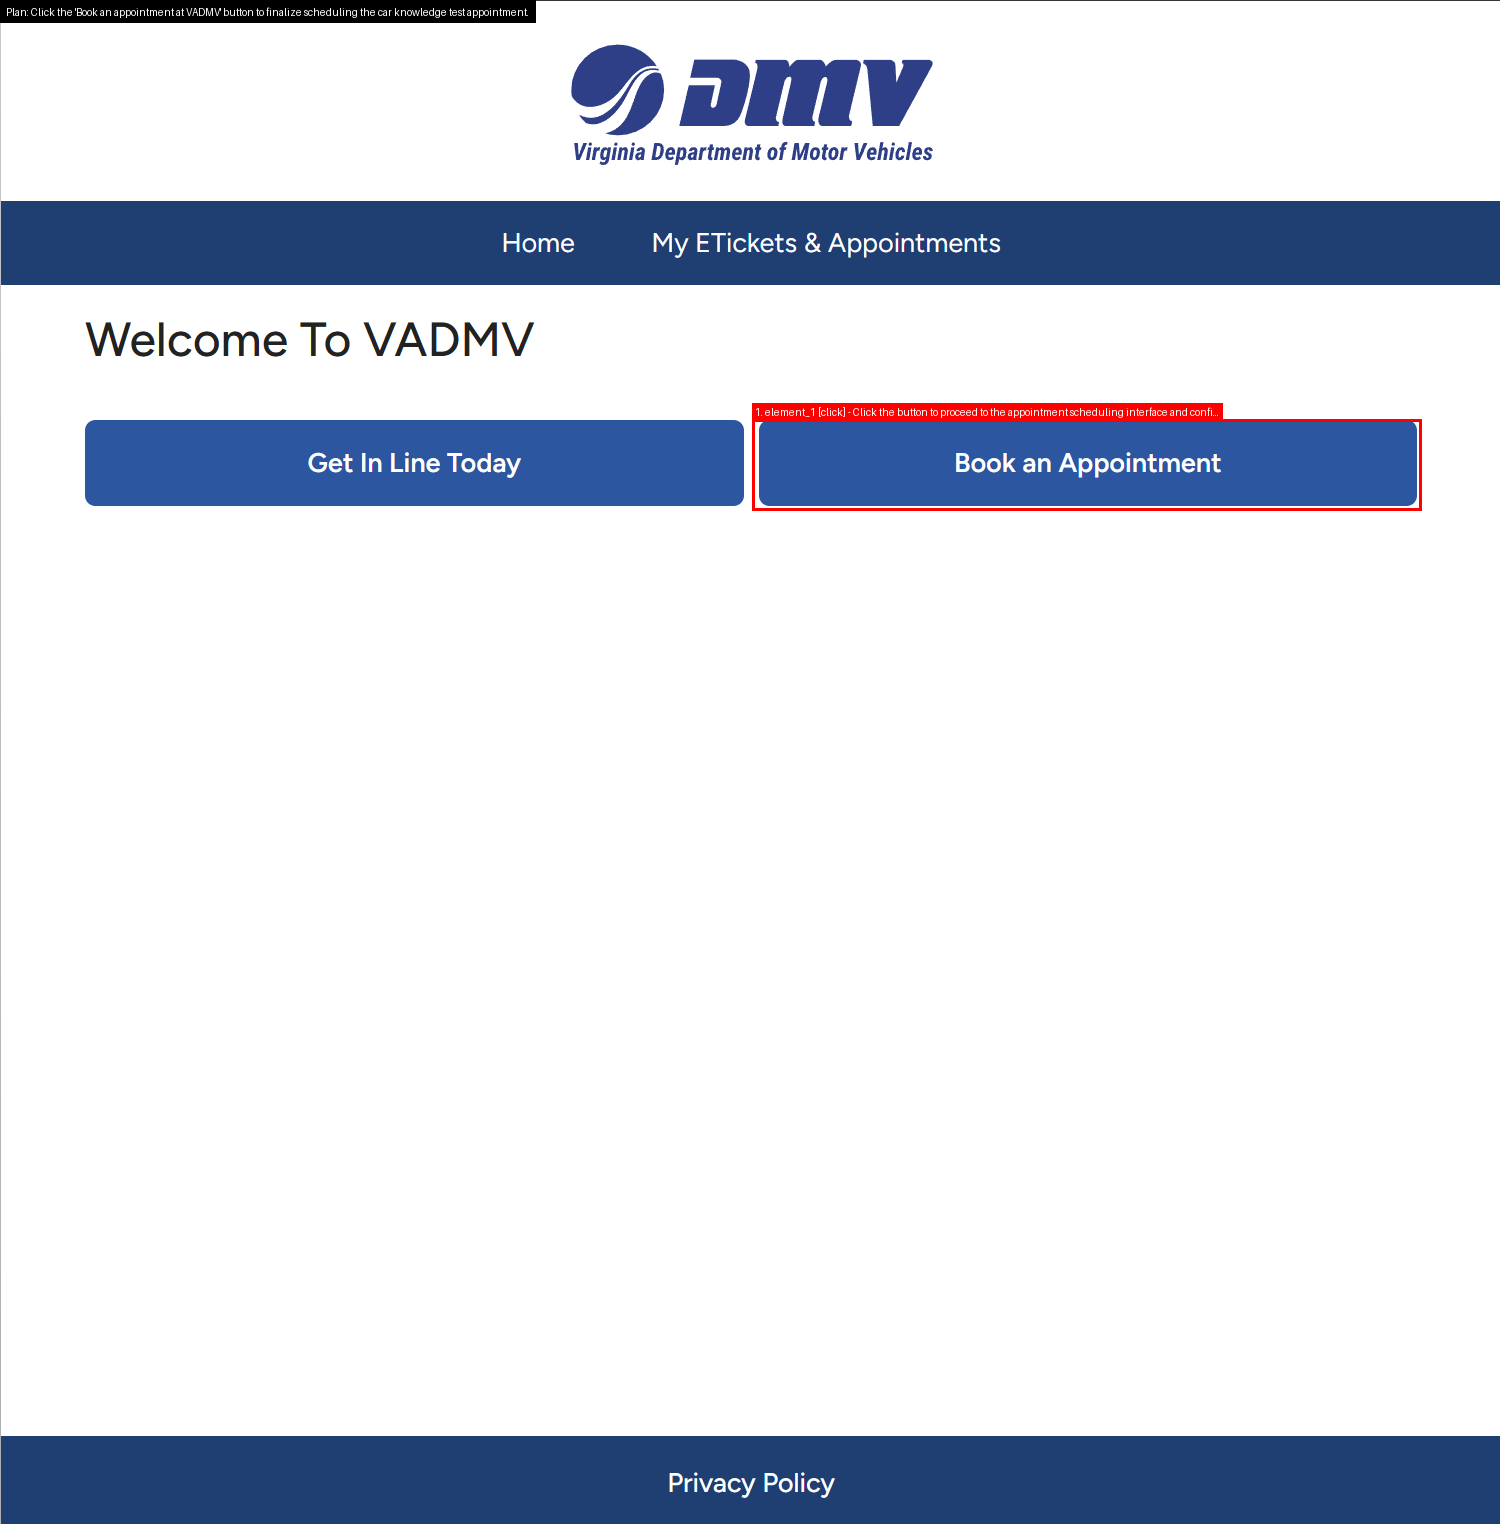 Plan: Click the 'Book an appointment at VADMV' button to finalize scheduling the car knowledge test appointment.
DMV
Virginia Department of Motor Vehicles
Home
My ETickets & Appointments
Welcome To VADMV
1. element_1 [click] - Click the button to proceed to the appointment scheduling interface and confi...
Get In Line Today
Book an Appointment
Privacy Policy